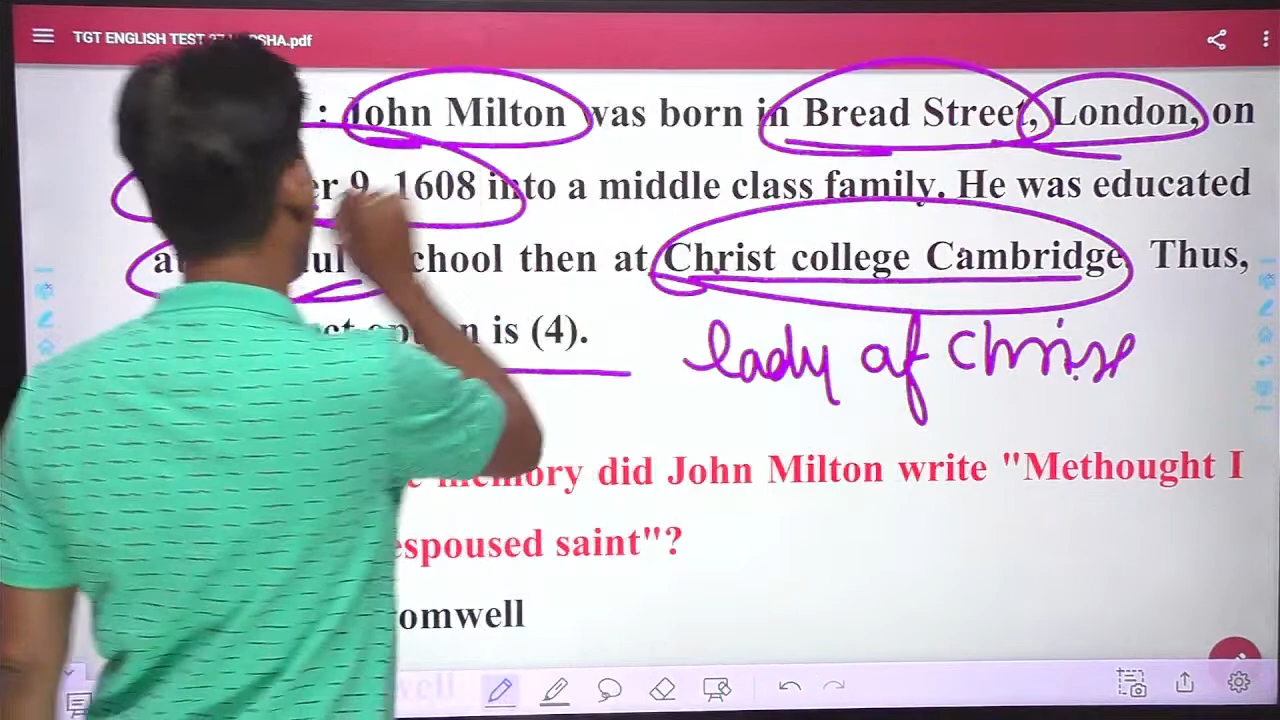 TGT ENGLISH TEST
: John Milton was born in Bread Street, London, on
9, 1608 into a middle class family. He was educated
at school then at Christ college Cambridge. Thus,
is (4).
lady of Christ
memory did John Milton write "Methought I
espoused saint"?
omwell